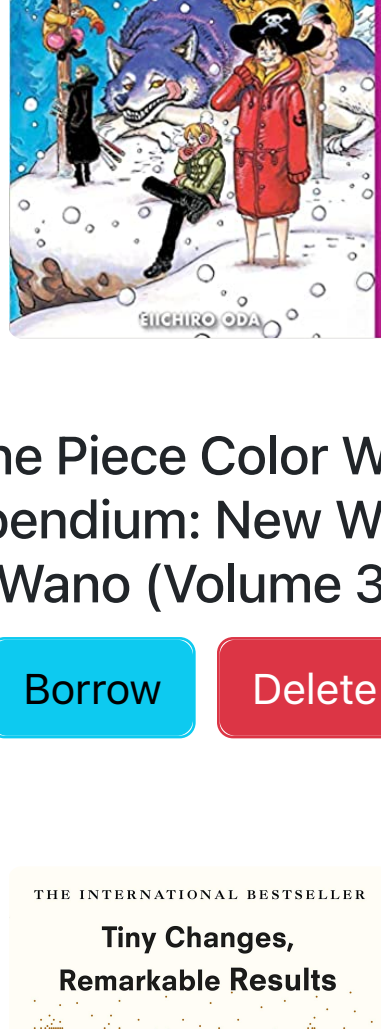 EIICHIRO ODA
ne Piece Color W
pendium: New W
Wano (Volume 3
Borrow
Delete
THE INTERNATIONAL BESTSELLER
Tiny Changes,
Remarkable Results